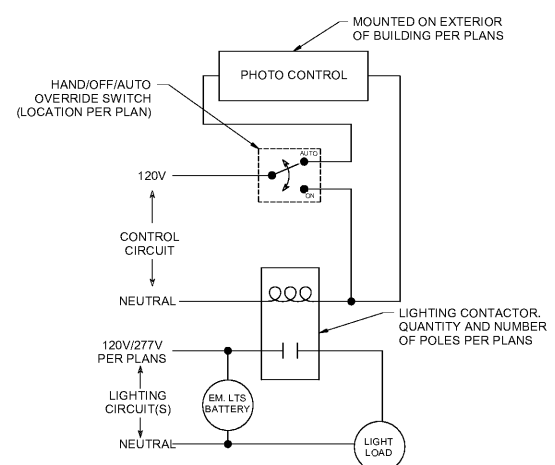 MOUNTED ON EXTERIOR
OF BUILDING PER PLANS
PHOTO CONTROL
HAND/OFF/AUTO
OVERRIDE SWITCH
(LOCATION PER PLAN)
AUTO
120V
ON
CONTROL
CIRCUIT
NEUTRAL
LIGHTING CONTACTOR.
QUANTITY AND NUMBER
OF POLES PER PLANS
120V/277V
PER PLANS
LIGHTING
CIRCUIT(S)
EM. LTS
BATTERY
NEUTRAL
LIGHT
LOAD